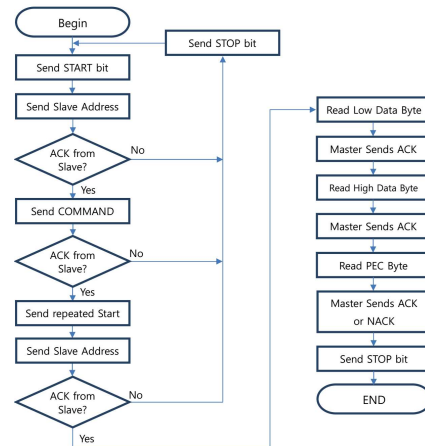 Begin
Send STOP bit
Send START bit
Send Slave Address
ACK from
Slave?
No
Yes
Send COMMAND
ACK from
Slave?
No
Yes
Send repeated Start
Send Slave Address
ACK from
Slave?
No
Yes
Read Low Data Byte
Master Sends ACK
Read High Data Byte
Master Sends ACK
Read PEC Byte
Master Sends ACK
or NACK
Send STOP bit
END